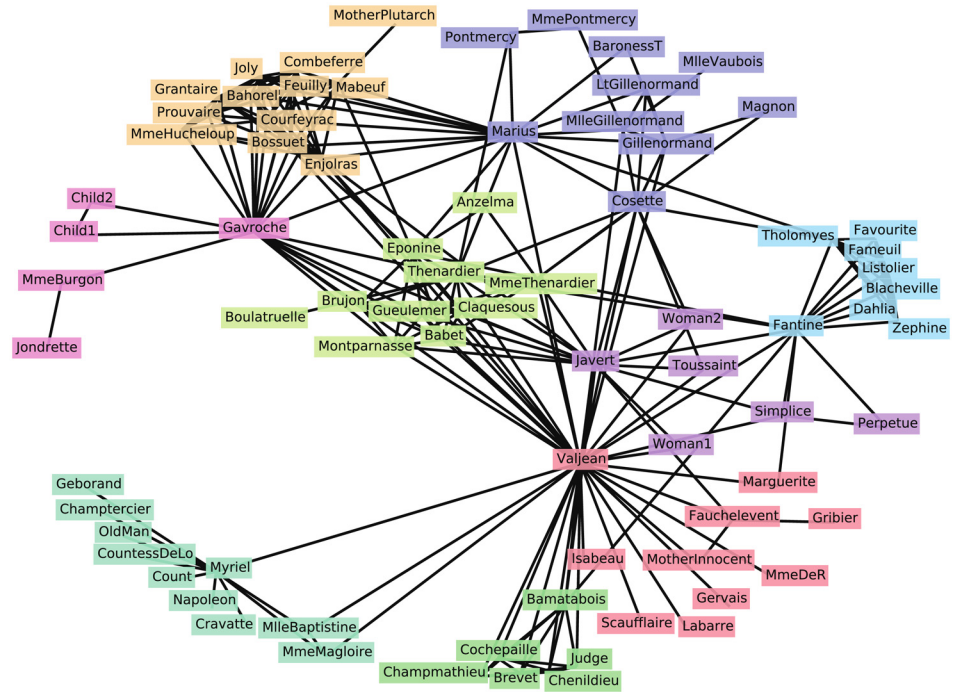 MotherPlutarch
MmePontmercy
Pontmercy
BaronessT
MlleVaubois
Combeferre
Joly
Grantaire
Bahorel
Feuilly
Mabeuf
LtGillenormand
Magnon
Prouvaire
Courfeyrac
MlleGillenormand
MmeHucheloup
Bossuet
Marius
Gillenormand
Enjolras
Child2
Anzelma
Cosette
Child1
Gavroche
Tholomyes
Favourite
Eponine
Fameuil
Thenardier
Listolier
MmeBurgon
MmeThenardier
Blacheville
Brujon
Gueulemer
Claquesous
Dahlia
Boulatruelle
Woman2
Fantine
Zephine
Babet
Jondrette
Montparnasse
Javert
Toussaint
Simplice
Perpetue
Woman1
Valjean
Geborand
Marguerite
Champtercier
Fauchelevent
Gribier
OldMan
CountessDeLo
Isabeau
MotherInnocent
Count
Myriel
MmeDeR
Napoleon
Bamatabois
Gervais
Cravatte
MlleBaptistine
Scaufflaire
Labarre
MmeMagloire
Cochepaille
Judge
Champmathieu
Brevet
Chenildieu